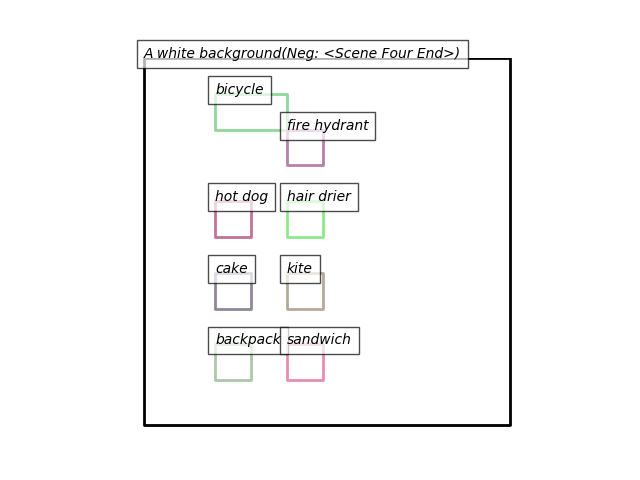 A white background(Neg: <Scene Four End>)
bicycle
fire hydrant
hot dog
hair drier
cake
kite
backpack
sandwich